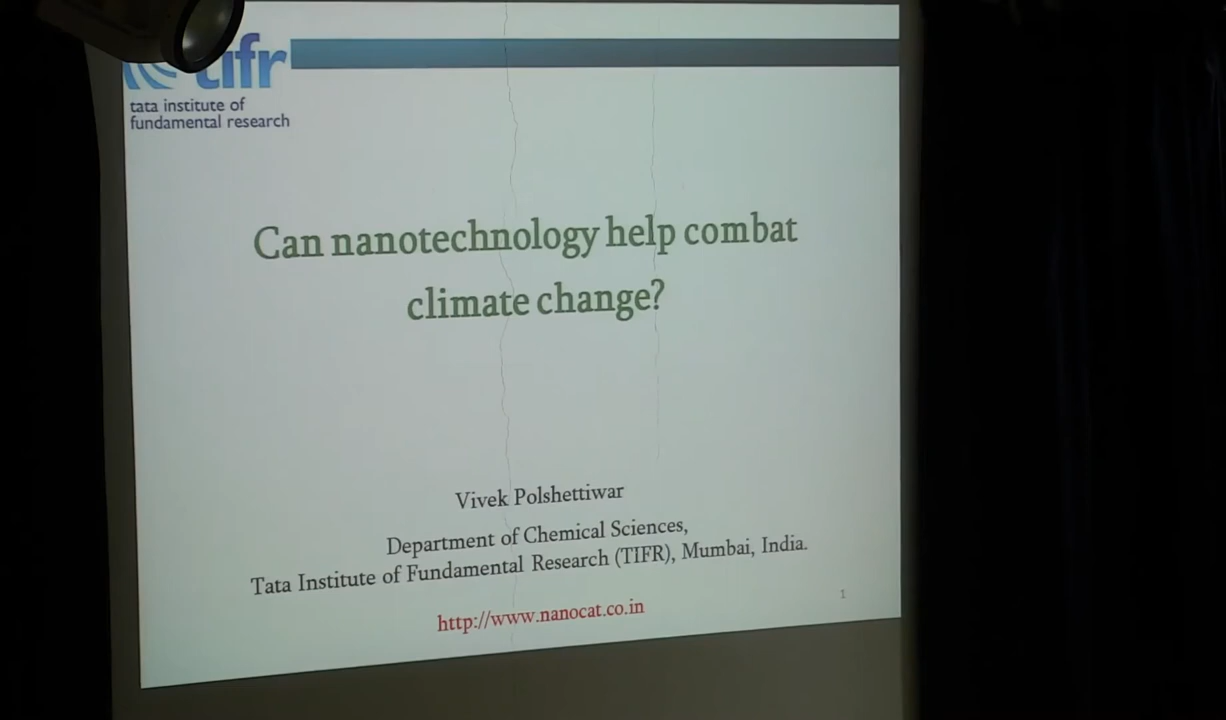 tifr
tata institute of
fundamental research
Can nanotechnology help combat
climate change?
Vivek Polshettiwar
Department of Chemical Sciences,
Tata Institute of Fundamental Research (TIFR), Mumbai, India.
http://www.nanocat.co.in
1